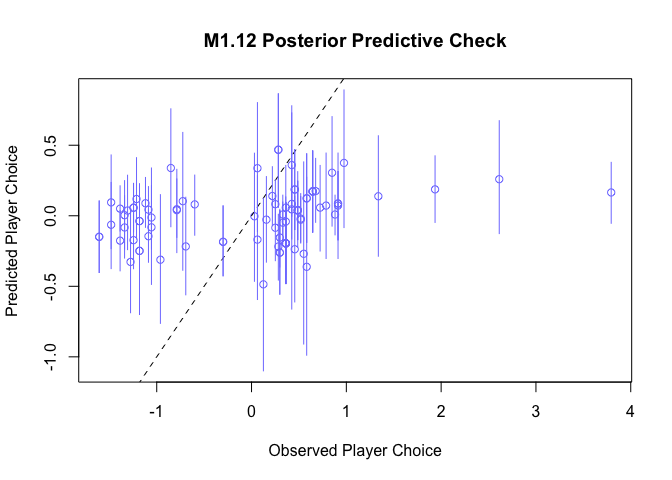 M1.12 Posterior Predictive Check
Predicted Player Choice
0.5
0.0
-0.5
-1.0
-1 0 1 2 3 4
Observed Player Choice